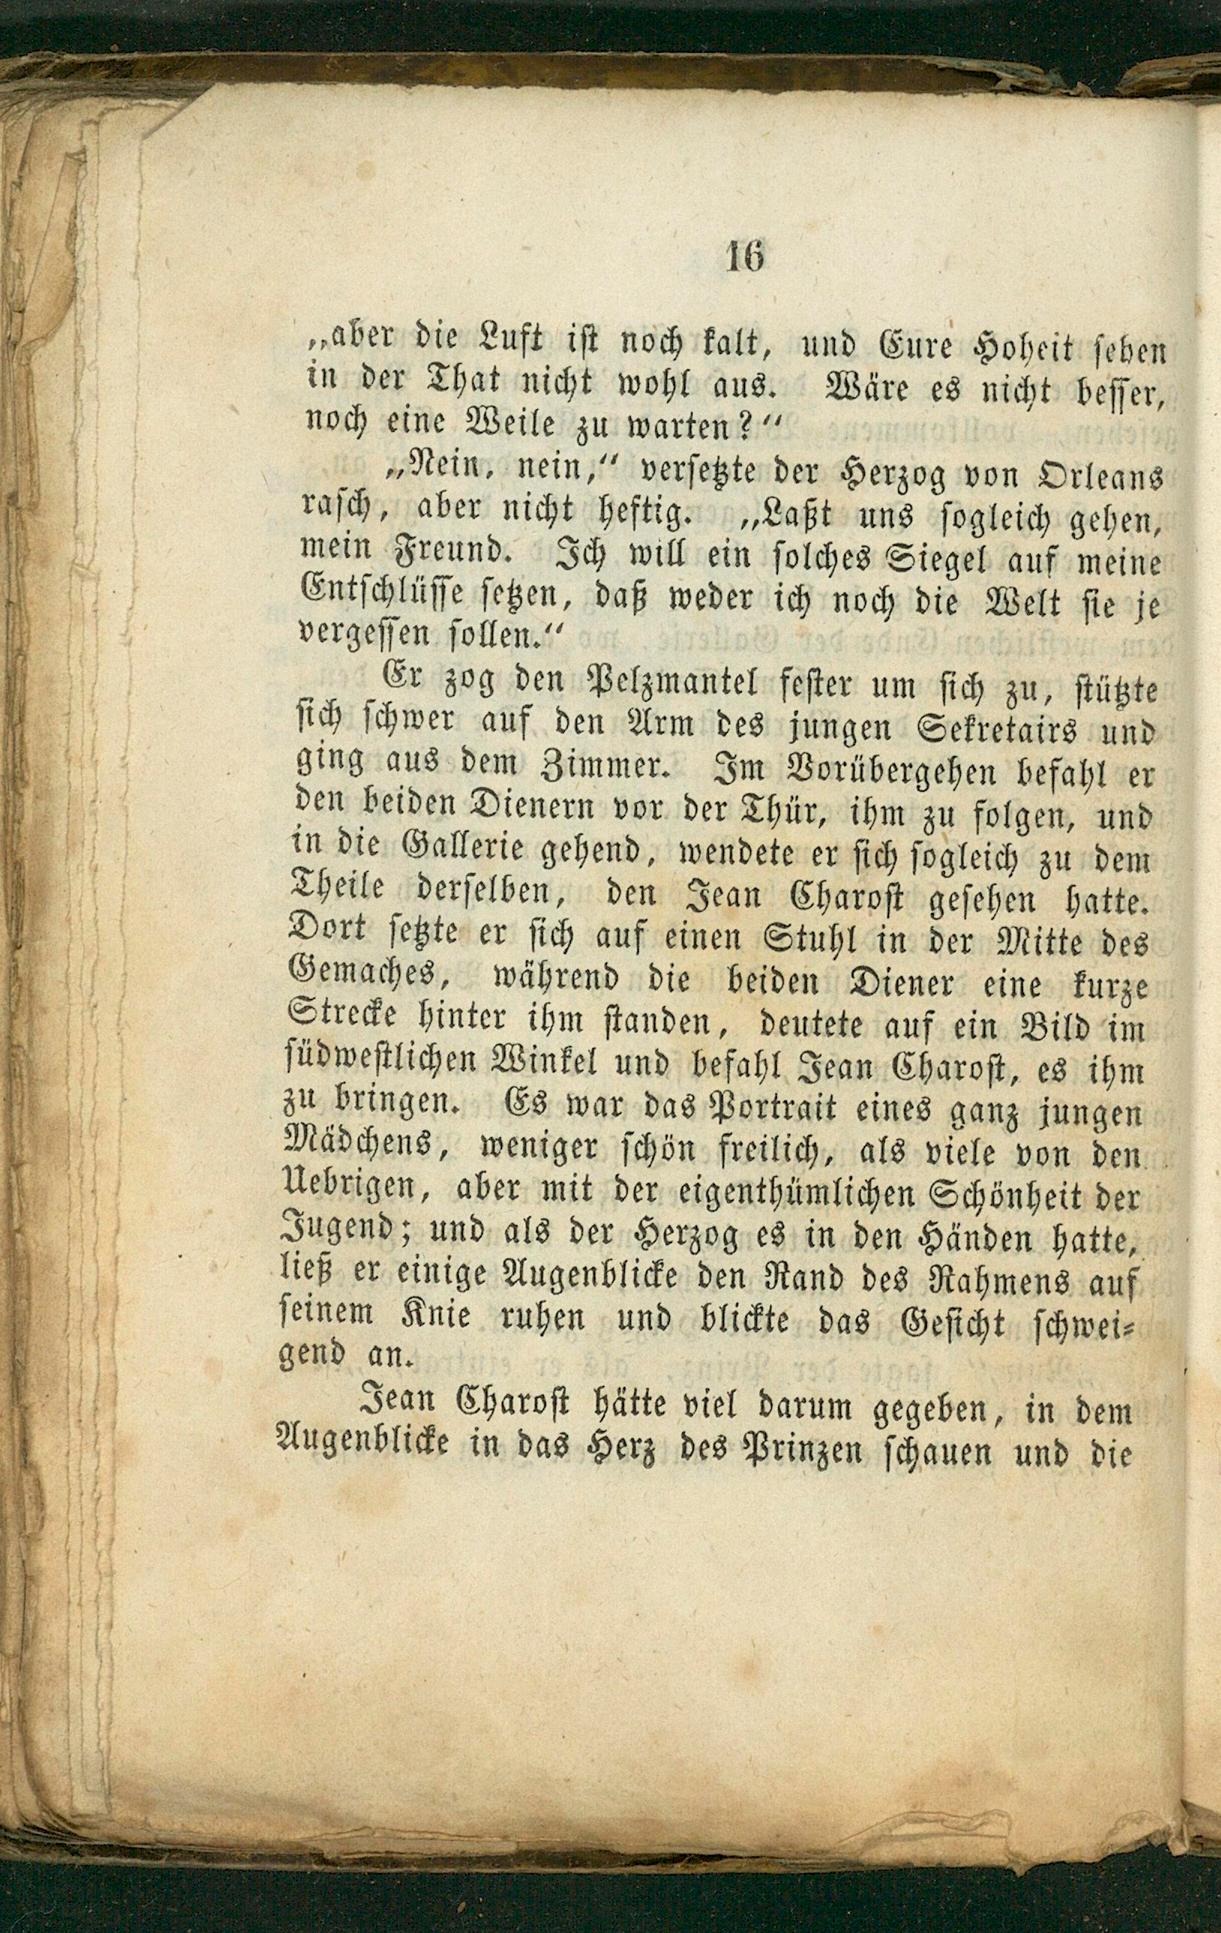 16
„aber die Luft ist noch kalt, und Eure Hoheit sehen
in der That nicht wohl aus. Wäre es nicht besser,
noch eine Weile zu warten?“
„Nein, nein,“ versetzte der Herzog von Orleans
rasch, aber nicht heftig. „Laßt uns sogleich gehen,
mein Freund. Ich will ein solches Siegel auf meine
Entschlüsse setzen, daß weder ich noch die Welt sie je
vergessen sollen.“
Er zog den Pelzmantel fester um sich zu, stützte
sich schwer auf den Arm des jungen Sekretairs und
ging aus dem Zimmer. Im Vorübergehen befahl er
den beiden Dienern vor der Thür, ihm zu folgen, und
in die Gallerie gehend, wendete er sich sogleich zu dem
Theile derselben, den Jean Charost gesehen hatte.
Dort setzte er sich auf einen Stuhl in der Mitte des
Gemaches, während die beiden Diener eine kurze
Strecke hinter ihm standen, deutete auf ein Bild im
südwestlichen Winkel und befahl Jean Charost, es ihm
zu bringen. Es war das Portrait eines ganz jungen
Mädchens, weniger schön freilich, als viele von den
Uebrigen, aber mit der eigenthümlichen Schönheit der
Jugend; und als der Herzog es in den Händen hatte,
ließ er einige Augenblicke den Rand des Rahmens auf
seinem Knie ruhen und blickte das Gesicht schwei-
gend an.
Jean Charost hätte viel darum gegeben, in dem
Augenblicke in das Herz des Prinzen schauen und die